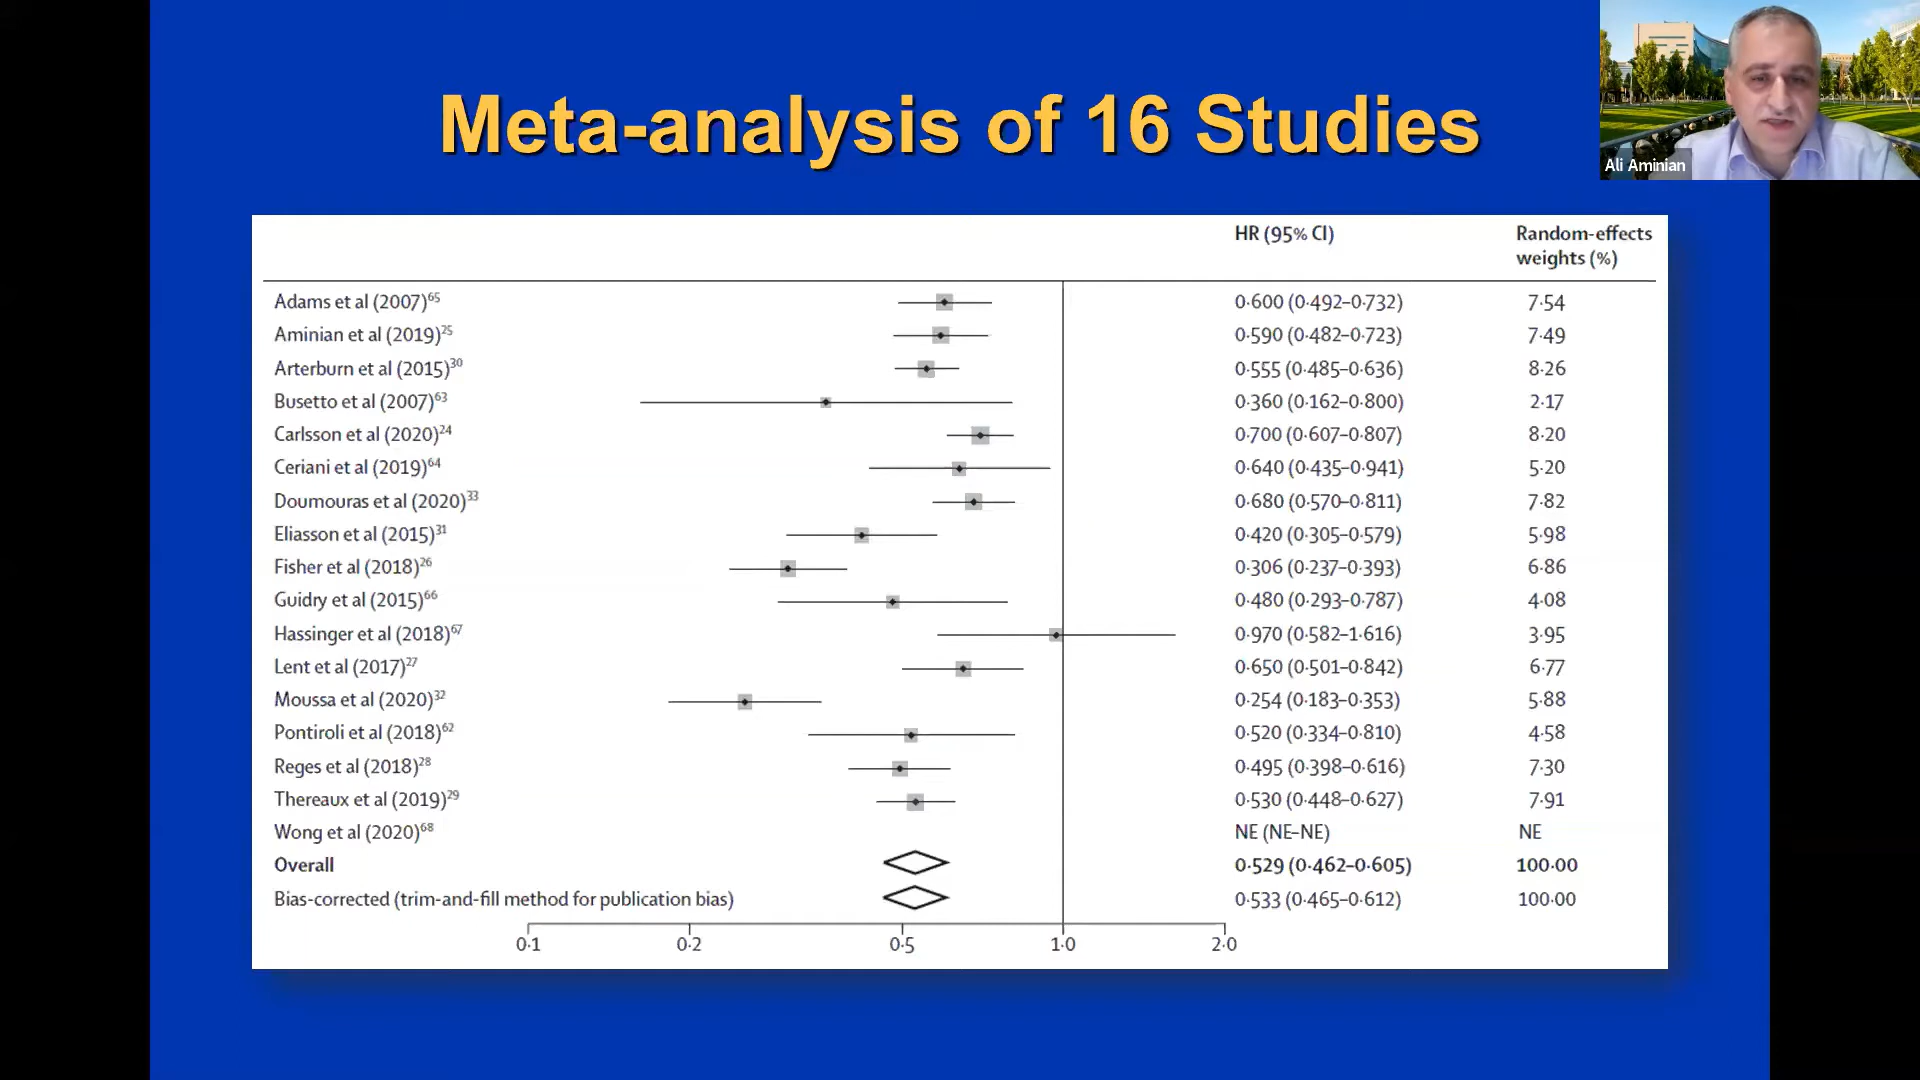 Meta-analysis of 16 Studies
Ali Aminian
HR (95% CI) Random-effects
weights (%)
Adams et al (2007)65 0·600 (0·492–0·732) 7·54
Aminian et al (2019)25 0·590 (0·482–0·723) 7·49
Arterburn et al (2015)30 0·555 (0·485–0·636) 8·26
Busetto et al (2007)63 0·360 (0·162–0·800) 2·17
Carlsson et al (2020)24 0·700 (0·607–0·807) 8·20
Ceriani et al (2019)64 0·640 (0·435–0·941) 5·20
Doumouras et al (2020)33 0·680 (0·570–0·811) 7·82
Eliasson et al (2015)31 0·420 (0·305–0·579) 5·98
Fisher et al (2018)26 0·306 (0·237–0·393) 6·86
Guidry et al (2015)66 0·480 (0·293–0·787) 4·08
Hassinger et al (2018)67 0·970 (0·582–1·616) 3·95
Lent et al (2017)27 0·650 (0·501–0·842) 6·77
Moussa et al (2020)32 0·254 (0·183–0·353) 5·88
Pontiroli et al (2018)62 0·520 (0·334–0·810) 4·58
Reges et al (2018)28 0·495 (0·398–0·616) 7·30
Thereaux et al (2019)29 0·530 (0·448–0·627) 7·91
Wong et al (2020)68 NE (NE–NE) NE
Overall 0·529 (0·462–0·605) 100·00
Bias-corrected (trim-and-fill method for publication bias) 0·533 (0·465–0·612) 100·00
0·1 0·2 0·5 1·0 2·0